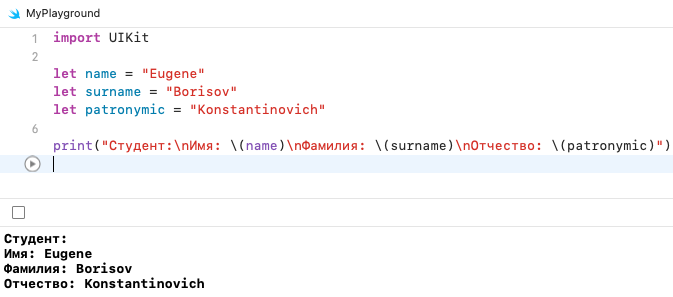 MyPlayground
1 import UIKit
2
let name = "Eugene"
let surname = "Borisov"
let patronymic = "Konstantinovich"
6
print("Студент:\nИмя: \(name)\nФамилия: \(surname)\nОтчество: \(patronymic)")
Студент:
Имя: Eugene
Фамилия: Borisov
Отчество: Konstantinovich